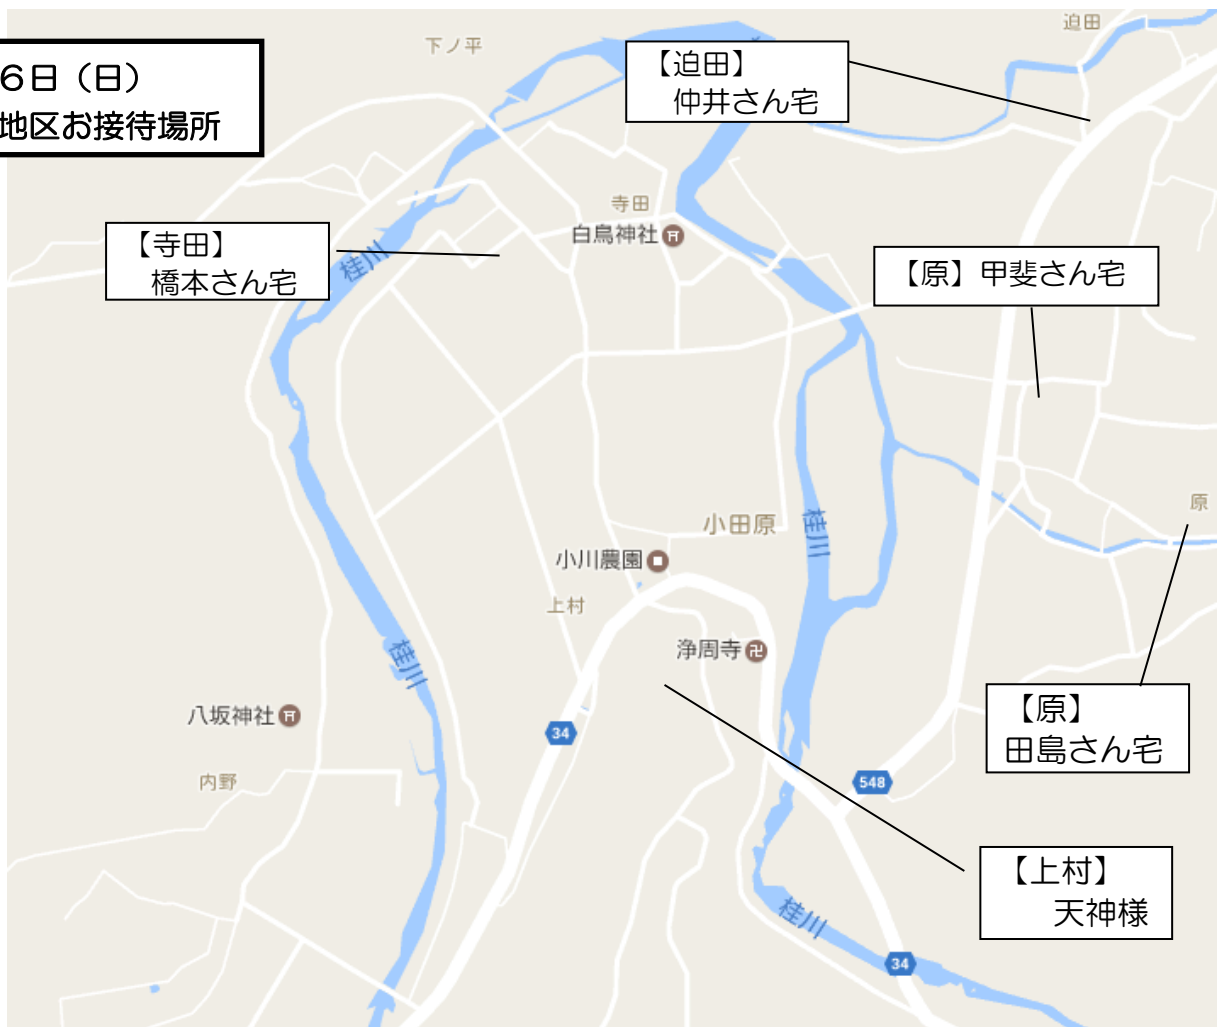 6日（日）
地区お接待場所
下ノ平
迫田
【迫田】
仲井さん宅
寺田
白鳥神社
【寺田】
橋本さん宅
桂川
【原】甲斐さん宅
原
小田原
桂川
小川農園
上村
浄周寺
桂川
八坂神社
34
内野
548
【原】
田島さん宅
【上村】
天神様
桂川
34